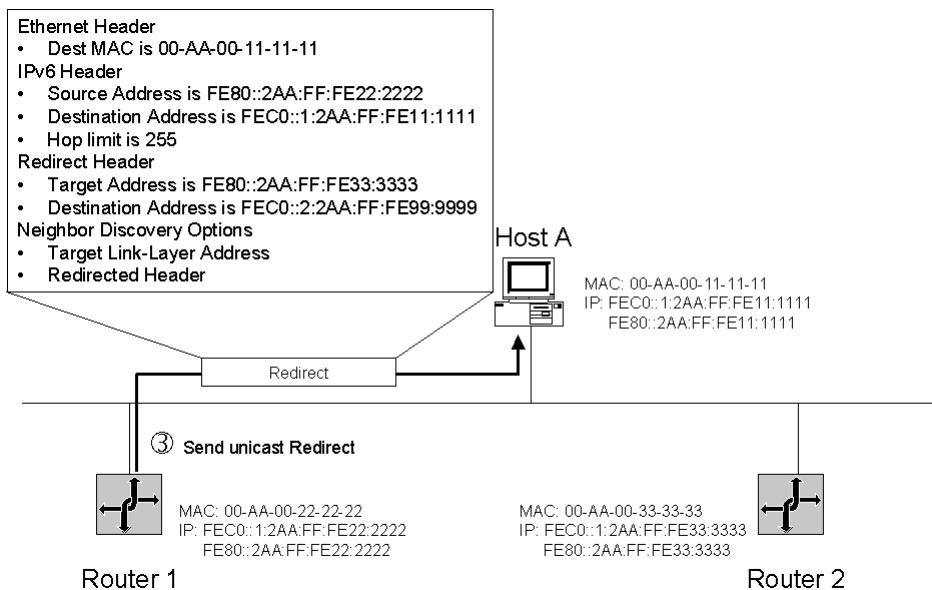 Ethernet Header
• Dest MAC is 00-AA-00-11-11-11
IPv6 Header
• Source Address is FE80::2AA:FF:FE22:2222
• Destination Address is FEC0::1:2AA:FF:FE11:1111
• Hop limit is 255
Redirect Header
• Target Address is FE80::2AA:FF:FE33:3333
• Destination Address is FEC0::2:2AA:FF:FE99:9999
Neighbor Discovery Options
• Target Link-Layer Address
• Redirected Header
Host A
MAC: 00-AA-00-11-11-11
IP: FEC0::1:2AA:FF:FE11:1111
FE80::2AA:FF:FE11:1111
Redirect
③ Send unicast Redirect
MAC: 00-AA-00-22-22-22
IP: FEC0::1:2AA:FF:FE22:2222
FE80::2AA:FF:FE22:2222
Router 1
MAC: 00-AA-00-33-33-33
IP: FEC0::1:2AA:FF:FE33:3333
FE80::2AA:FF:FE33:3333
Router 2